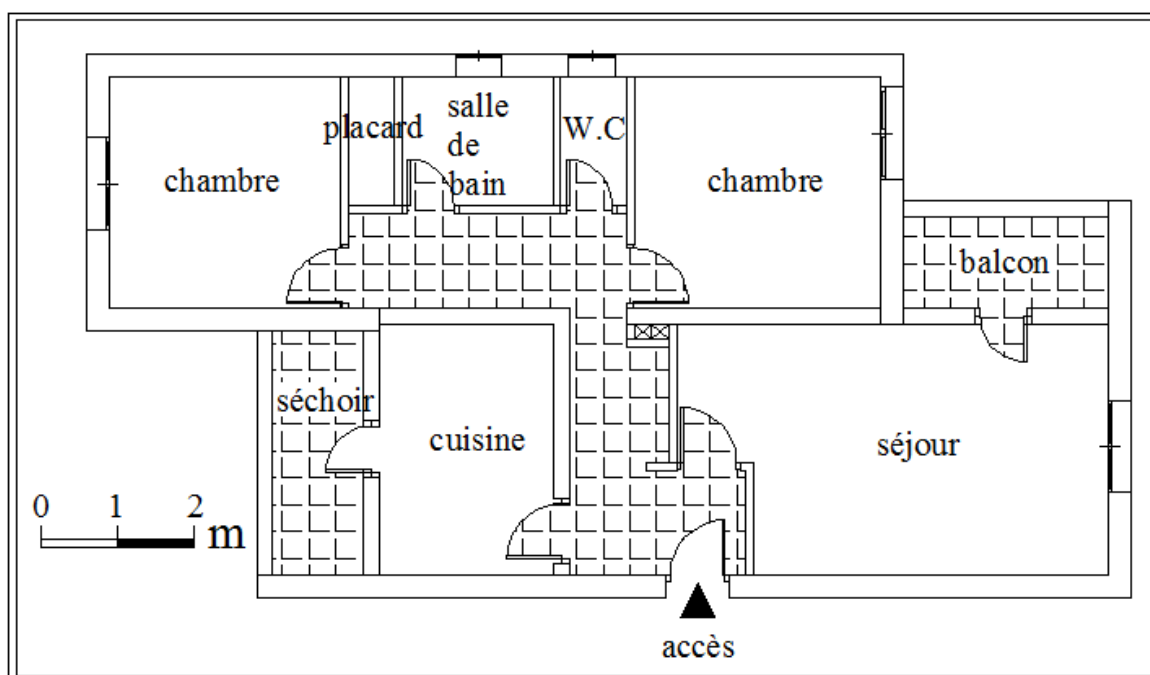 placard
salle
de
bain
W.C
chambre
chambre
balcon
séchoir
cuisine
séjour
0 1 2
m
accès